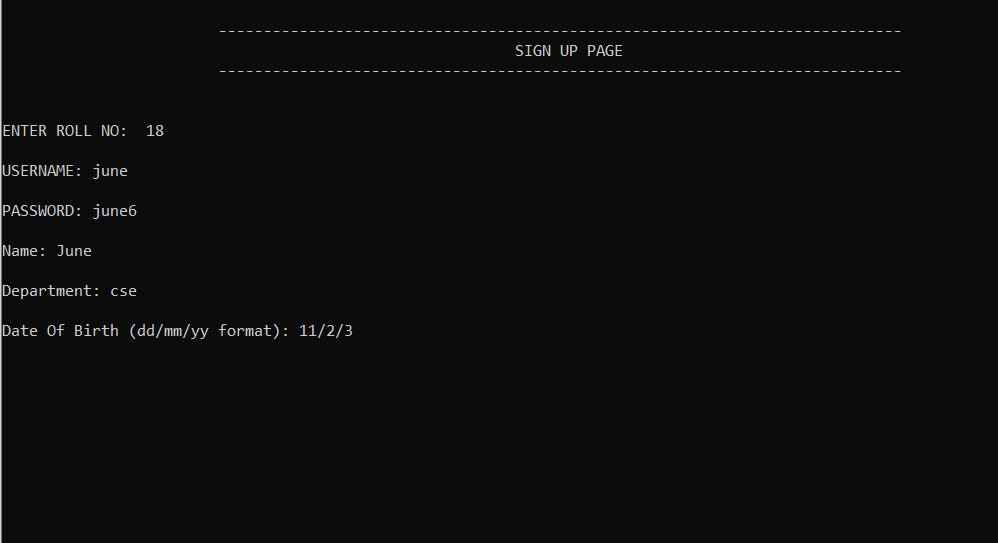 ----------------------------------------------------------------------------
SIGN UP PAGE
----------------------------------------------------------------------------
ENTER ROLL NO:  18
USERNAME: june
PASSWORD: june6
Name: June
Department: cse
Date Of Birth (dd/mm/yy format): 11/2/3